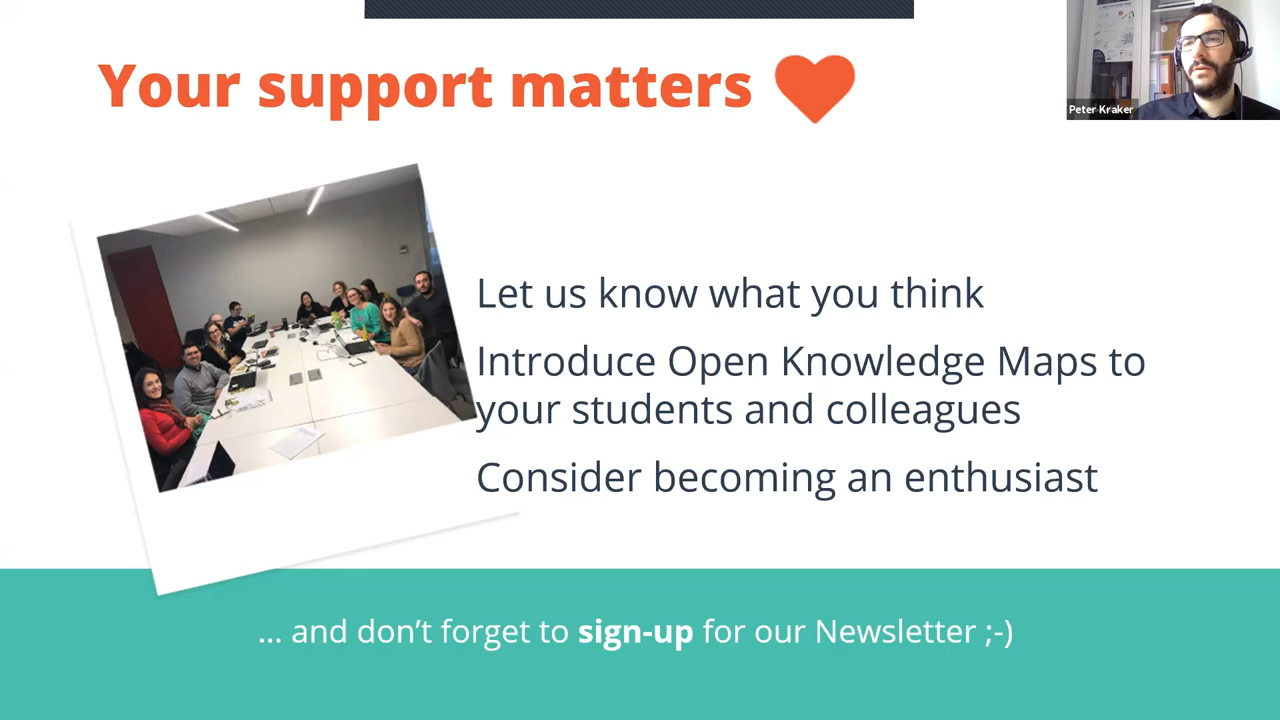 Your support matters
Peter Kraker
Let us know what you think
Introduce Open Knowledge Maps to
your students and colleagues
Consider becoming an enthusiast
... and don’t forget to sign-up for our Newsletter ;-)